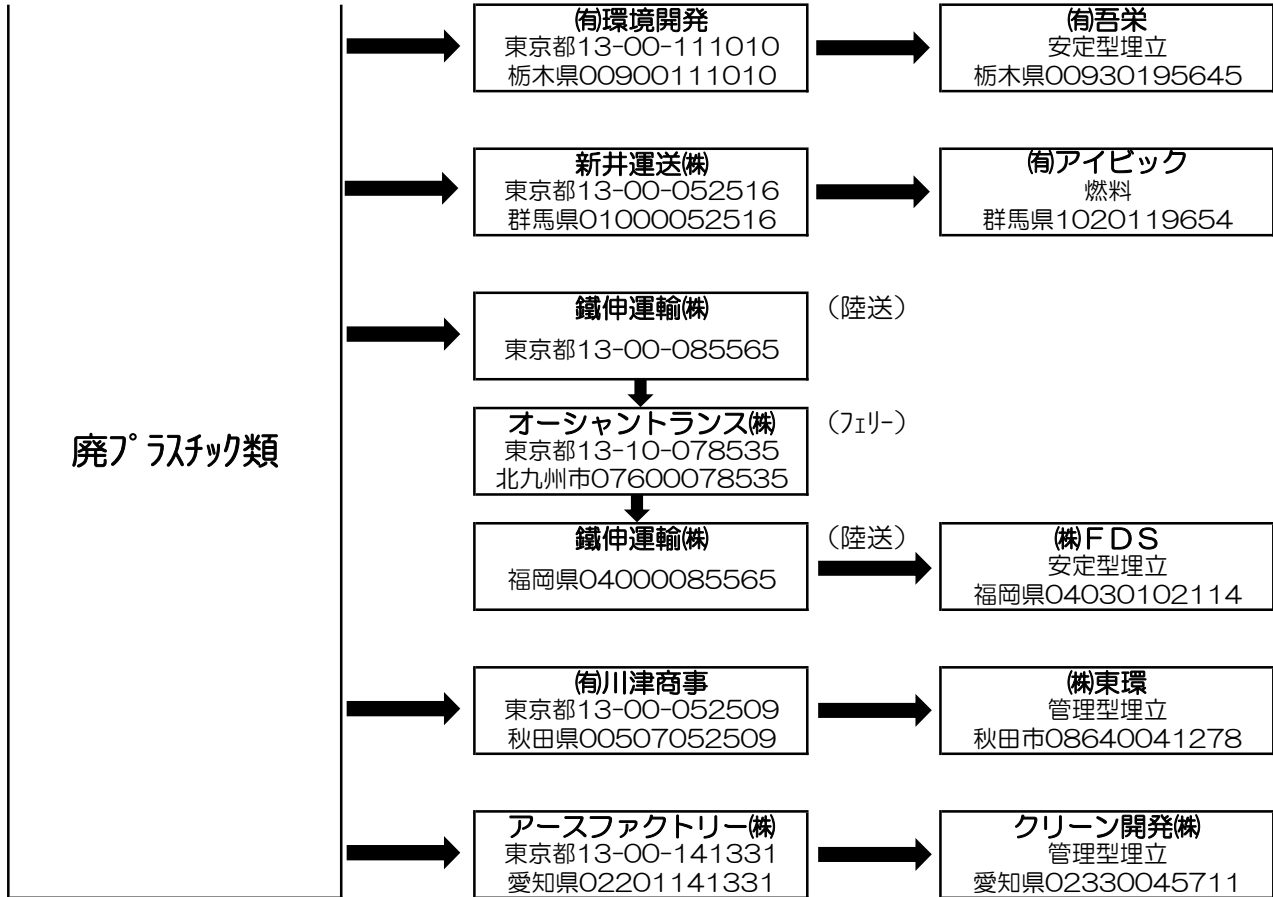 ㈲環境開発
東京都13-00-111010
栃木県00900111010
㈲吾栄
安定型埋立
栃木県00930195645
新井運送㈱
東京都13-00-052516
群馬県01000052516
㈲アイビック
燃料
群馬県1020119654
鐵伸運輸㈱
東京都13-00-085565
（陸送）
オーシャントランス㈱
東京都13-10-078535
北九州市07600078535
（ﾌｪﾘｰ）
廃ﾌﾟﾗｽﾁｯｸ類
鐵伸運輸㈱
福岡県04000085565
（陸送）
㈱ＦＤＳ
安定型埋立
福岡県04030102114
㈲川津商事
東京都13-00-052509
秋田県00507052509
㈱東環
管理型埋立
秋田市08640041278
アースファクトリー㈱
東京都13-00-141331
愛知県02201141331
クリーン開発㈱
管理型埋立
愛知県02330045711